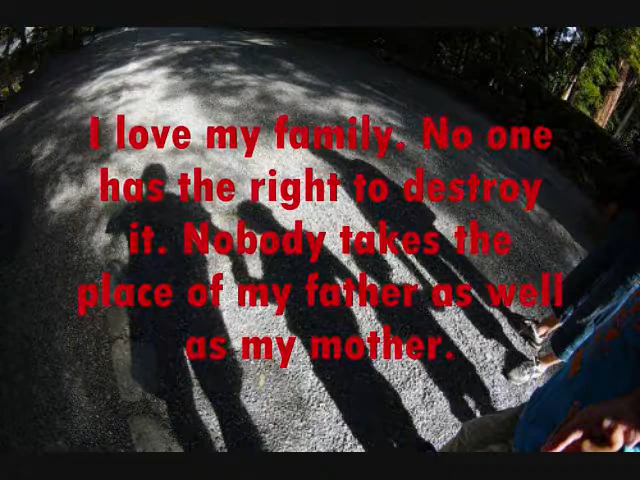 I love my family. No one
has the right to destroy
it. Nobody takes the
place of my father as well
as my mother.